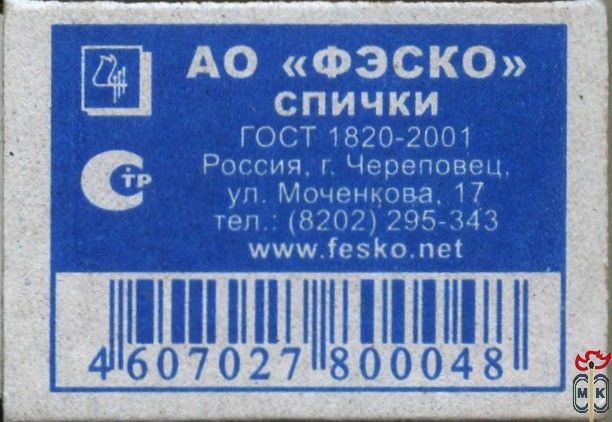 АО «ФЭСКО»
СПИЧКИ
ГОСТ 1820-2001
Россия, г. Череповец,
ул. Моченкова, 17
тел.: (8202) 295-343
www.fesko.net
СТР
4 607027 800048
МК